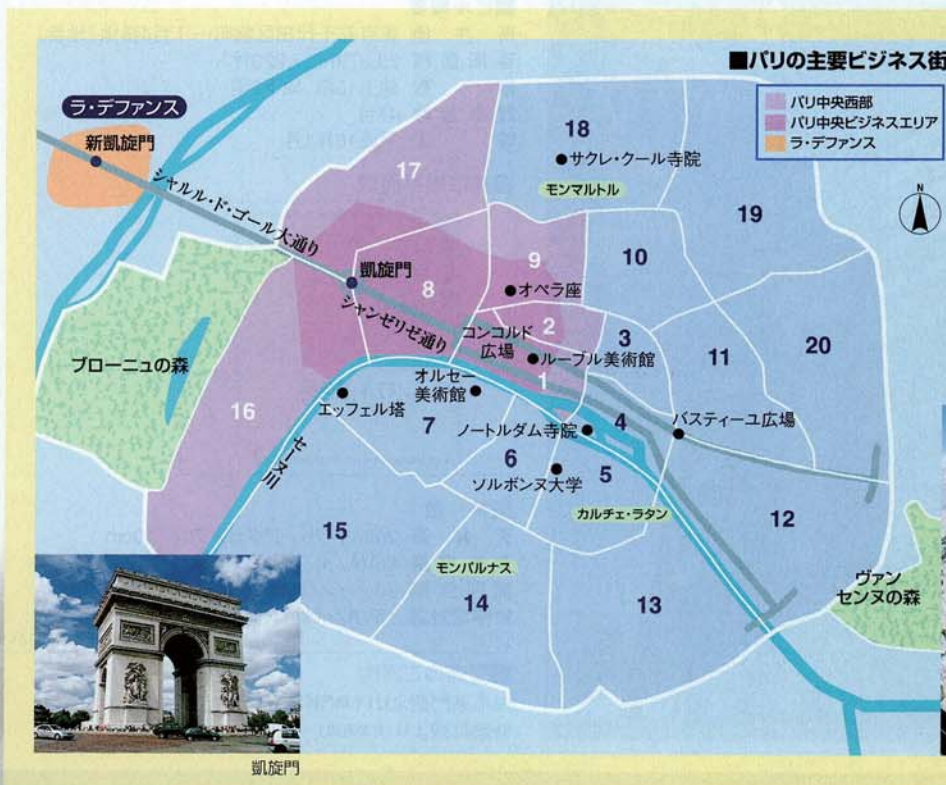 ■パリの主要ビジネス街
パリ中央西部
パリ中央ビジネスエリア
ラ・デファンス
ラ・デファンス
新凱旋門
シャルル・ド・ゴール大通り
18
サクレ・クール寺院
モンマルトル
17
19
N
10
9
オペラ座
凱旋門
8
シャンゼリゼ通り
コンコルド
広場
2
3
ルーブル美術館
11
20
ブローニュの森
1
オルセー
美術館
エッフェル塔
16
7
4
バスティーユ広場
ノートルダム寺院
6
5
ソルボンヌ大学
セーヌ川
カルチェ・ラタン
12
15
モンパルナス
14
13
ヴァン
センヌの森
凱旋門